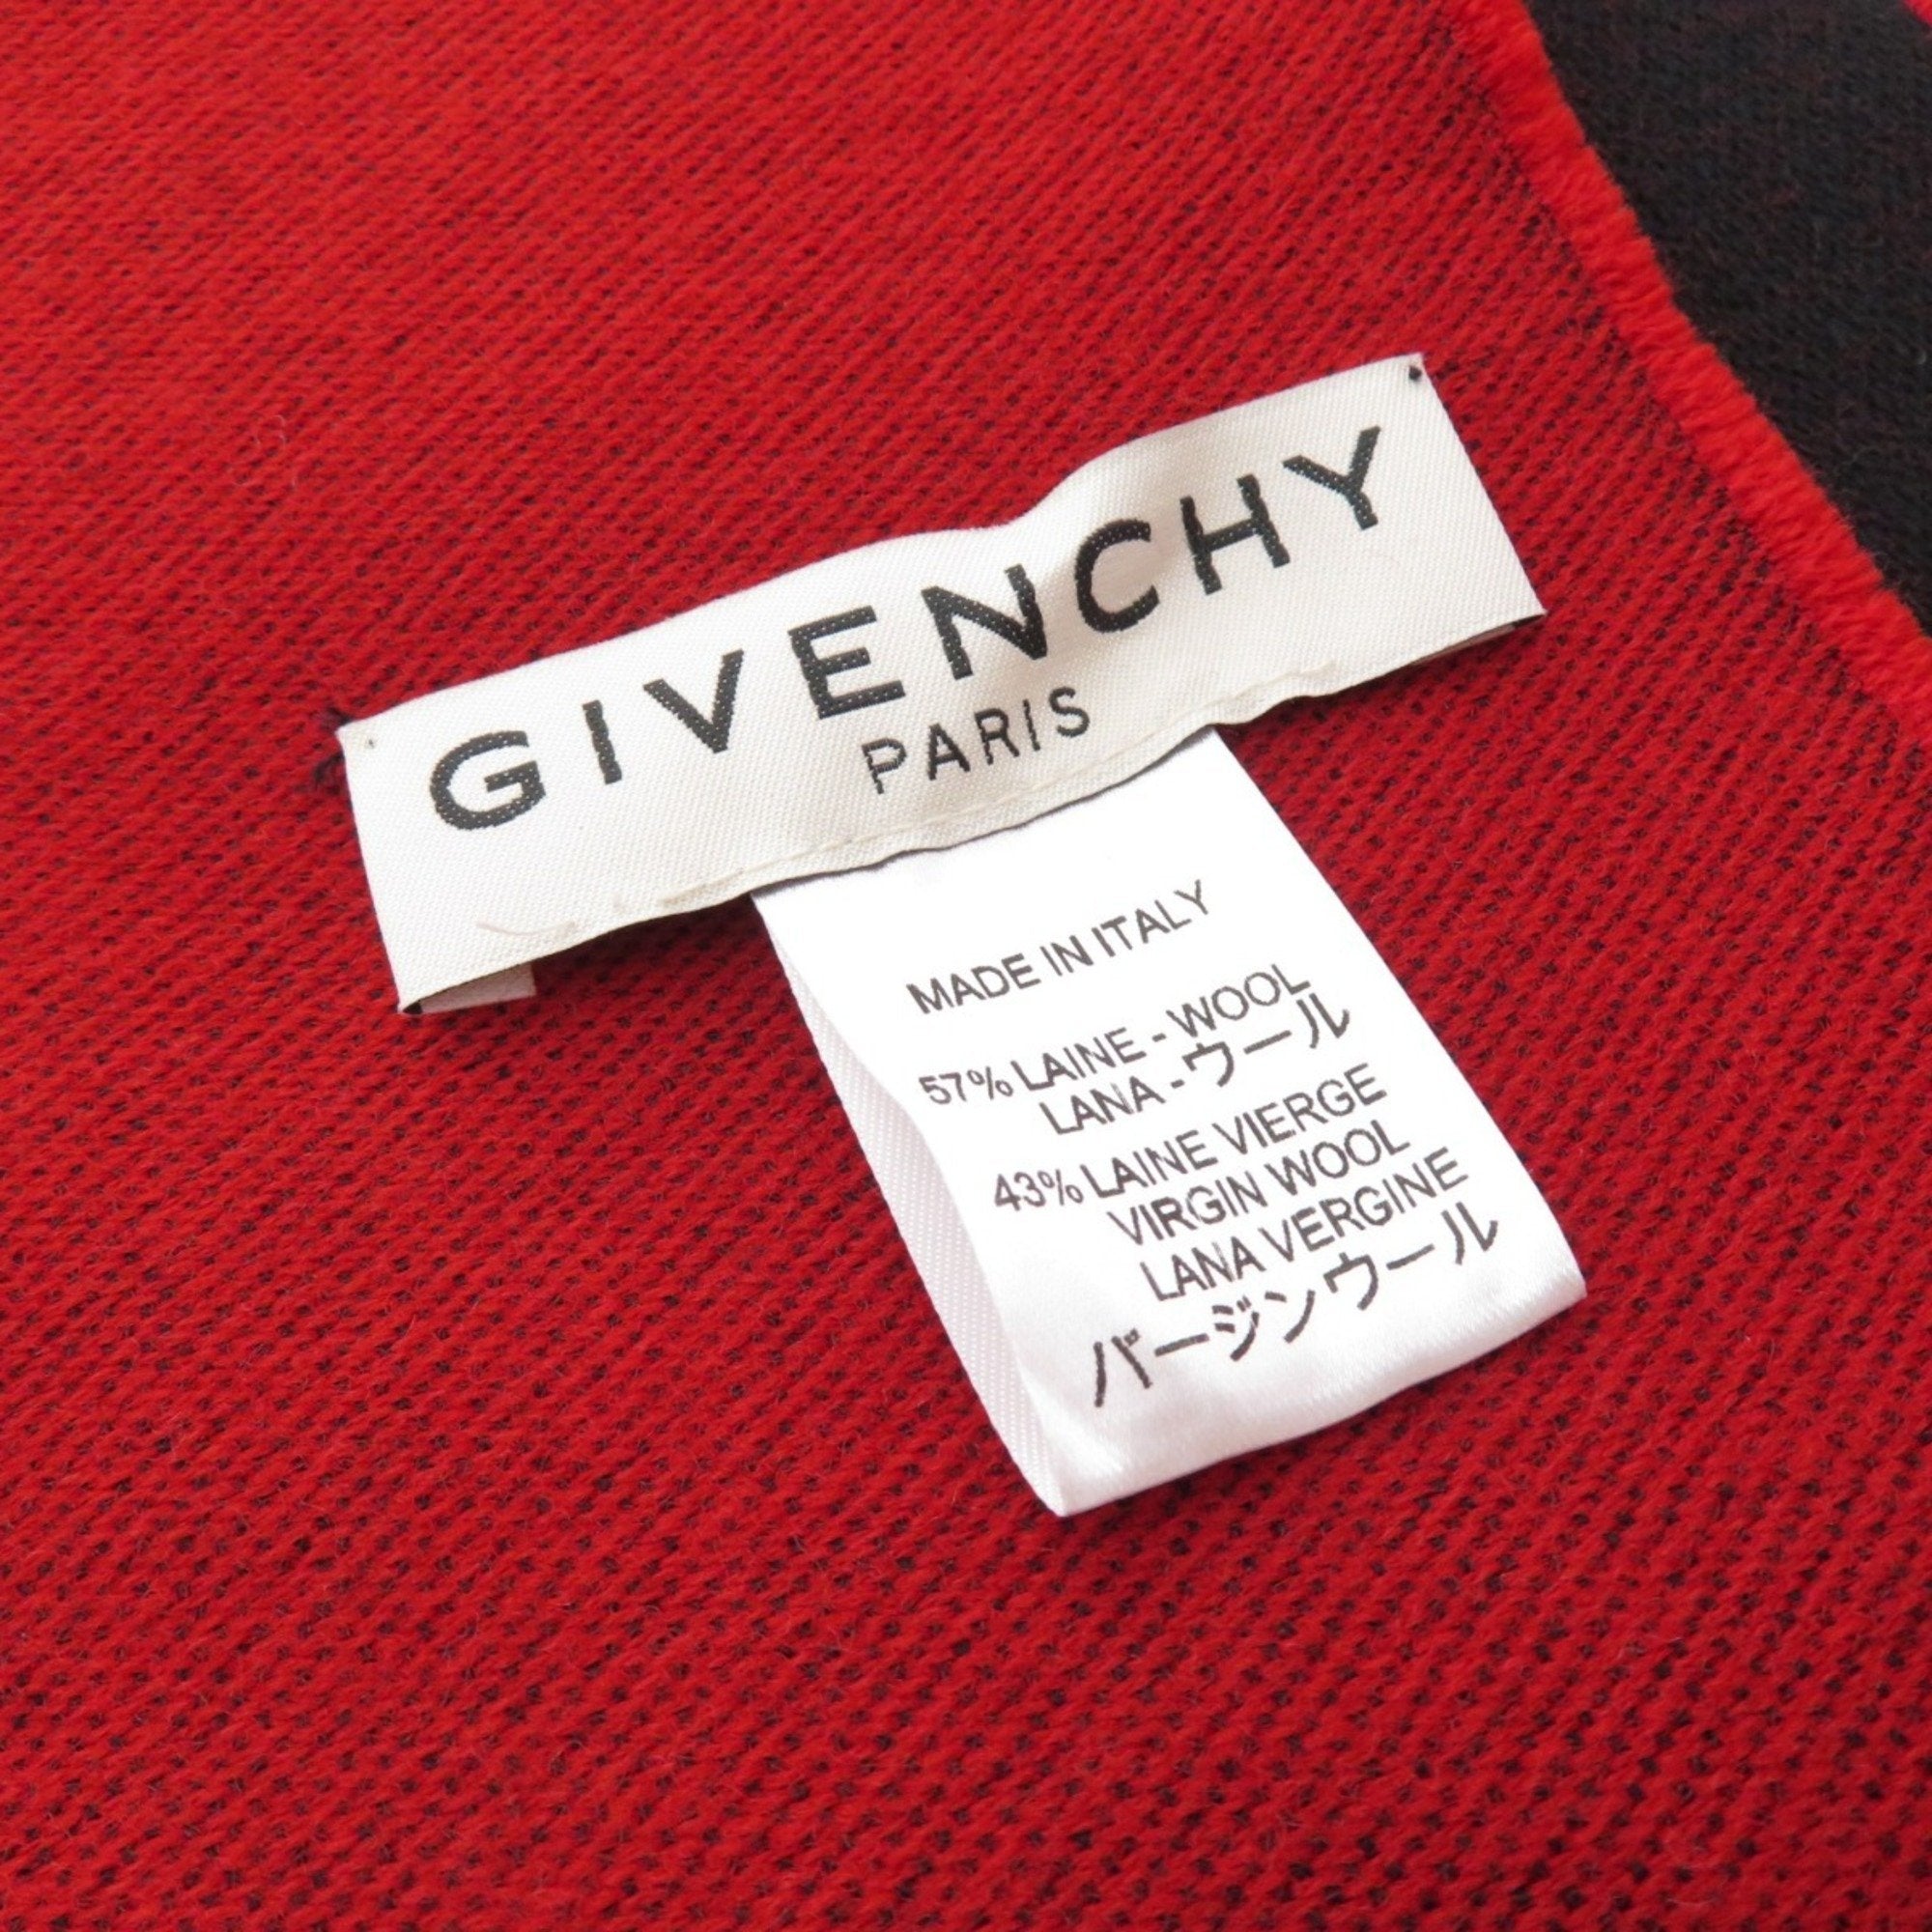 GIVENCHY
PARIS
MADE IN ITALY
57% LAINE - WOOL
LANA - ウール
43% LAINE VIERGE
VIRGIN WOOL
LANA VERGINE
バージンウール